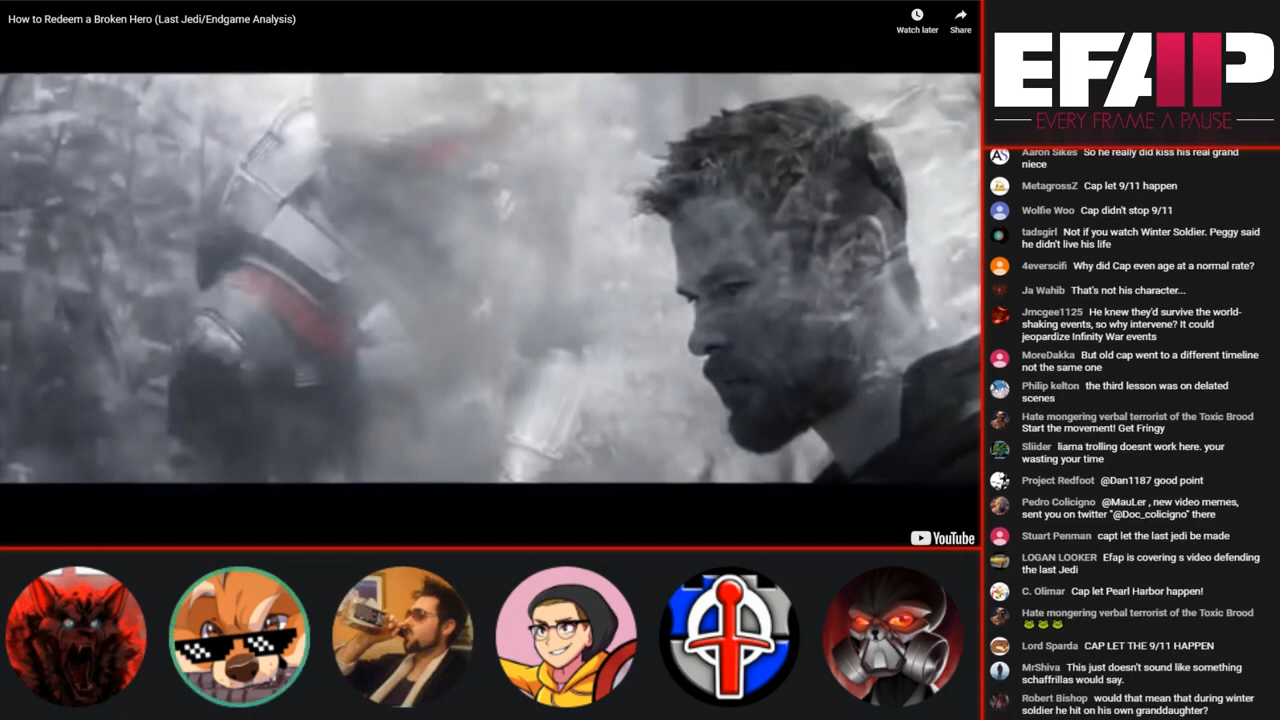 How to Redeem a Broken Hero (Last Jedi/Endgame Analysis)
Watch later
Share
YouTube
EFAP
EVERY FRAME A PAUSE
AS Aaron Sikes So he really did kiss his real grand
niece
MetagrossZ Cap let 9/11 happen
Wolfie Woo Cap didn't stop 9/11
tadsgirl Not if you watch Winter Soldier. Peggy said
he didn't live his life
4everscifi Why did Cap even age at a normal rate?
Ja Wahib That's not his character...
Jmcgee1125 He knew they'd survive the world-
shaking events, so why intervene? It could
jeopardize Infinity War events
MoreDakka But old cap went to a different timeline
not the same one
Philip kelton the third lesson was on delated
scenes
Hate mongering verbal terrorist of the Toxic Brood
Start the movement! Get Fringy
Sliider liama trolling doesnt work here. your
wasting your time
Project Redfoot @Dan1187 good point
Pedro Colicigno @MauLer , new video memes,
sent you on twitter "@Doc_colicigno" there
Stuart Penman capt let the last jedi be made
LOGAN LOOKER Efap is covering s video defending
the last Jedi
C. Olimar Cap let Pearl Harbor happen!
Hate mongering verbal terrorist of the Toxic Brood
🐸 🐸 🐸
Lord Sparda CAP LET THE 9/11 HAPPEN
MrShiva This just doesn't sound like something
schaffrillas would say.
Robert Bishop would that mean that during winter
soldier he hit on his own granddaughter?